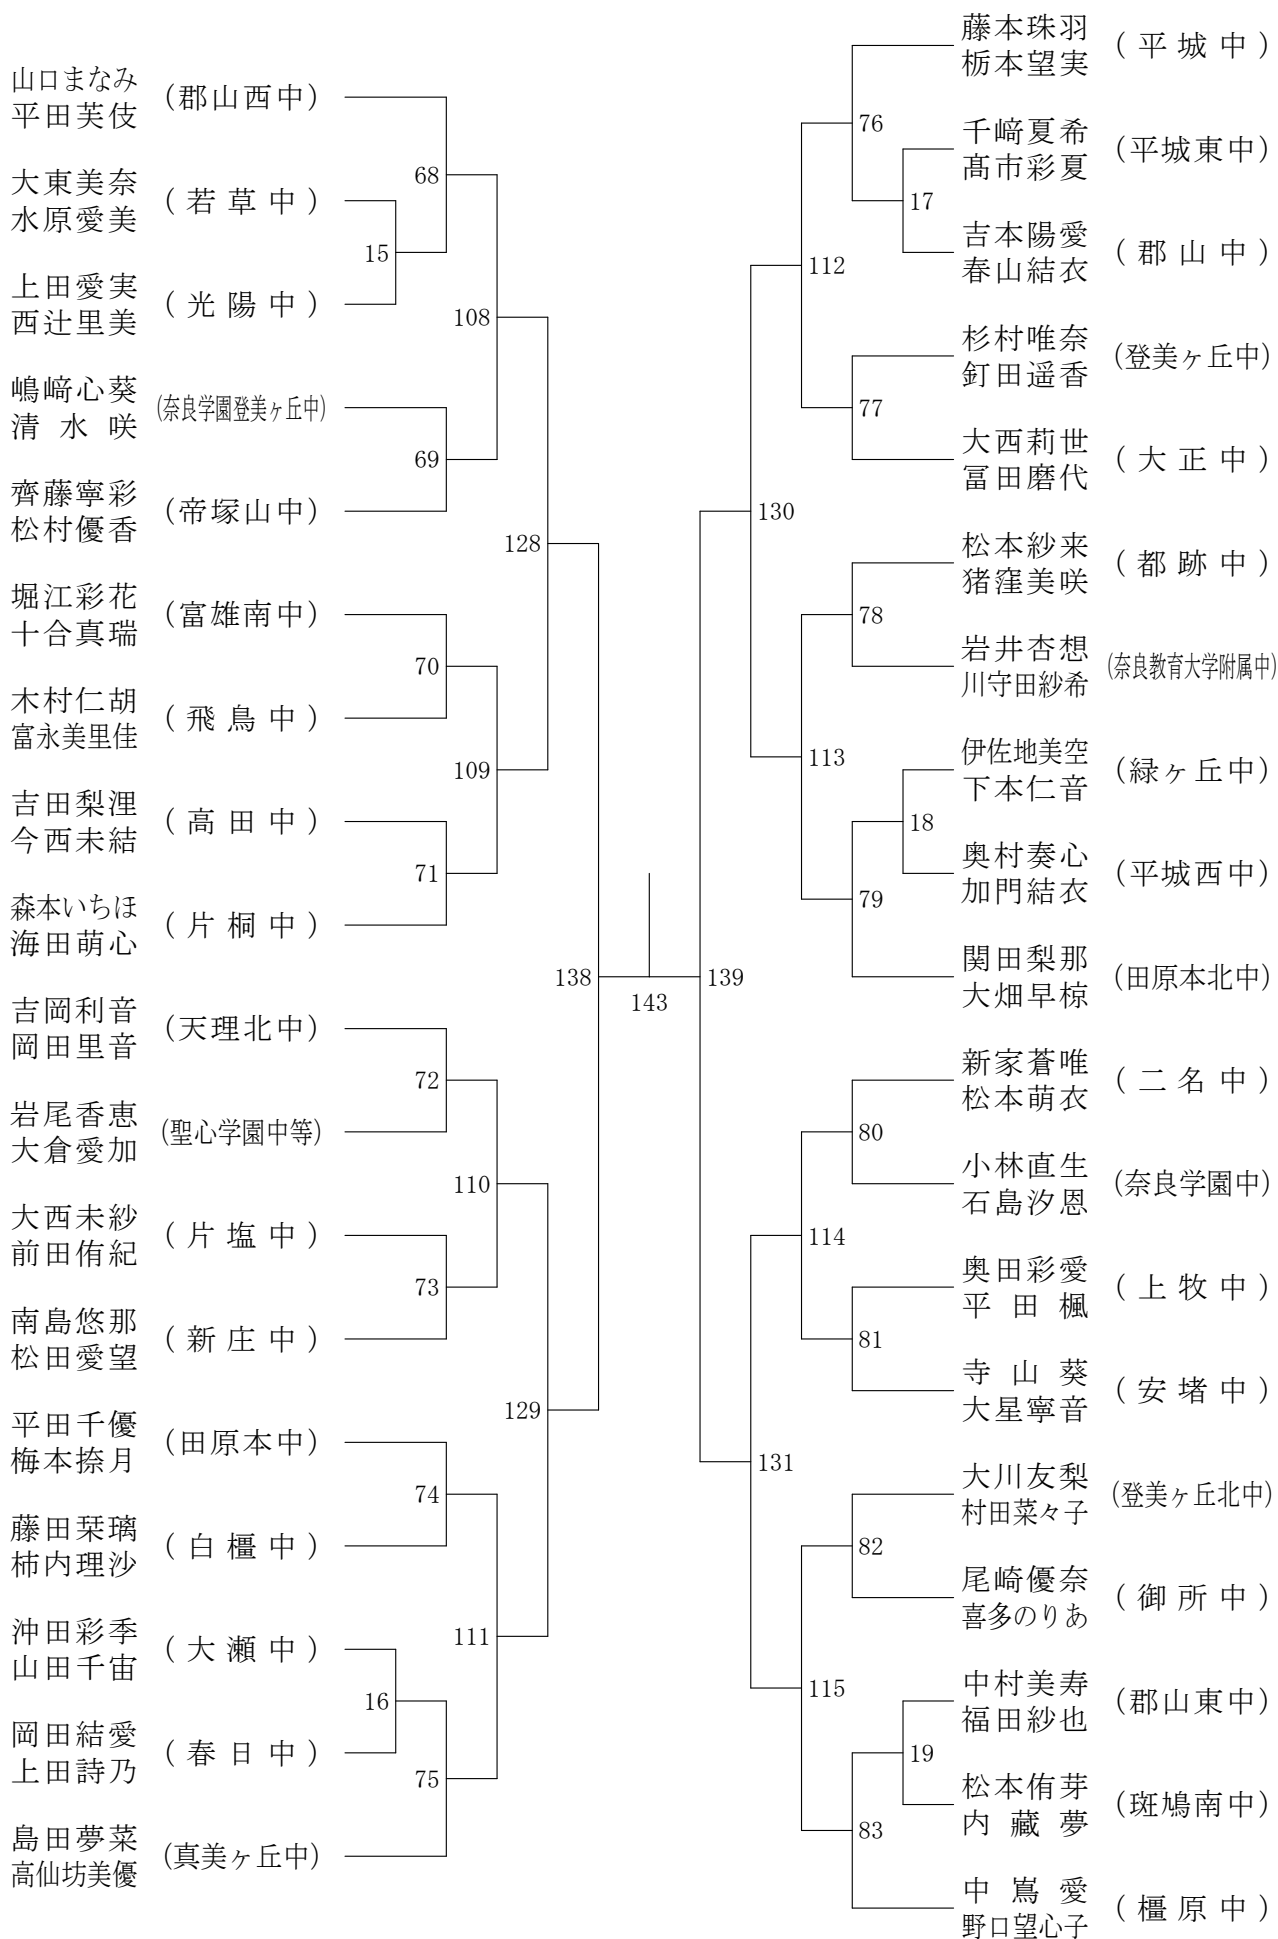 山口まなみ
平田芙伎
(郡山西中)
大東美奈
水原愛美
(若草中)
上田愛実
西辻里美
(光陽中)
嶋﨑心葵
清水咲
(奈良学園登美ヶ丘中)
齊藤寧彩
松村優香
(帝塚山中)
堀江彩花
十合真瑞
(富雄南中)
木村仁胡
富永美里佳
(飛鳥中)
吉田梨浬
今西未結
(高田中)
森本いちほ
海田萌心
(片桐中)
吉岡利音
岡田里音
(天理北中)
岩尾香恵
大倉愛加
(聖心学園中等)
大西未紗
前田侑紀
(片塩中)
南島悠那
松田愛望
(新庄中)
平田千優
梅本捺月
(田原本中)
藤田栞璃
柿内理沙
(白橿中)
沖田彩季
山田千宙
(大瀬中)
岡田結愛
上田詩乃
(春日中)
島田夢菜
高仙坊美優
(真美ヶ丘中)
15
16
68
69
70
71
72
73
74
75
108
109
110
111
128
129
138
143
139
130
131
112
113
114
115
76
77
78
79
80
81
82
83
17
18
19
藤本珠羽
栃本望実
(平城中)
千﨑夏希
髙市彩夏
(平城東中)
吉本陽愛
春山結衣
(郡山中)
杉村唯奈
釘田遥香
(登美ヶ丘中)
大西莉世
冨田磨代
(大正中)
松本紗来
猪窪美咲
(都跡中)
岩井杏想
川守田紗希
(奈良教育大学附属中)
伊佐地美空
下本仁音
(緑ヶ丘中)
奥村奏心
加門結衣
(平城西中)
関田梨那
大畑早椋
(田原本北中)
新家蒼唯
松本萌衣
(二名中)
小林直生
石島汐恩
(奈良学園中)
奥田彩愛
平田楓
(上牧中)
寺山葵
大星寧音
(安堵中)
大川友梨
村田菜々子
(登美ヶ丘北中)
尾崎優奈
喜多のりあ
(御所中)
中村美寿
福田紗也
(郡山東中)
松本侑芽
内藏夢
(斑鳩南中)
中嶌愛
野口望心子
(橿原中)